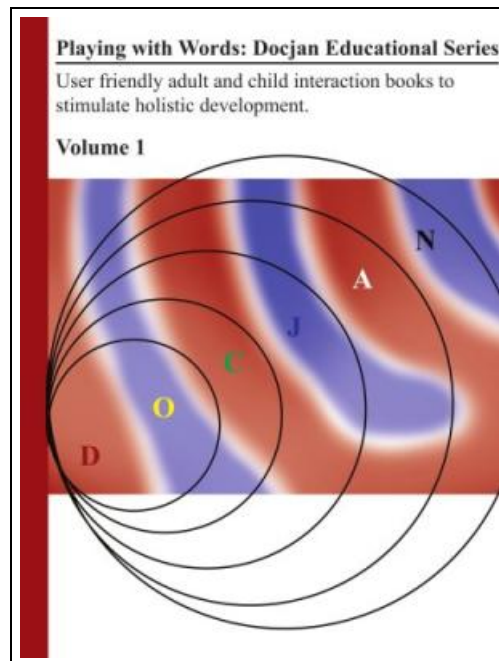 Playing with Words: Docjan Educational Series
User friendly adult and child interaction books to
stimulate holistic development.
Volume 1
N
A
J
C
O
D